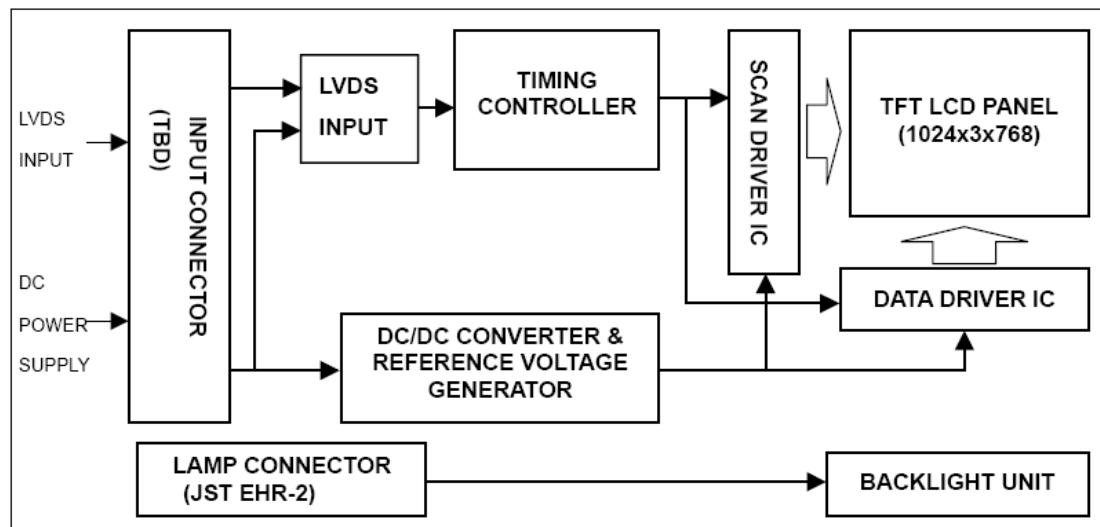 LVDS
INPUT
DC
POWER
SUPPLY
INPUT CONNECTOR
(TBD)
LVDS
INPUT
TIMING
CONTROLLER
SCAN DRIVER IC
TFT LCD PANEL
(1024x3x768)
DATA DRIVER IC
DC/DC CONVERTER &
REFERENCE VOLTAGE
GENERATOR
LAMP CONNECTOR
(JST EHR-2)
BACKLIGHT UNIT